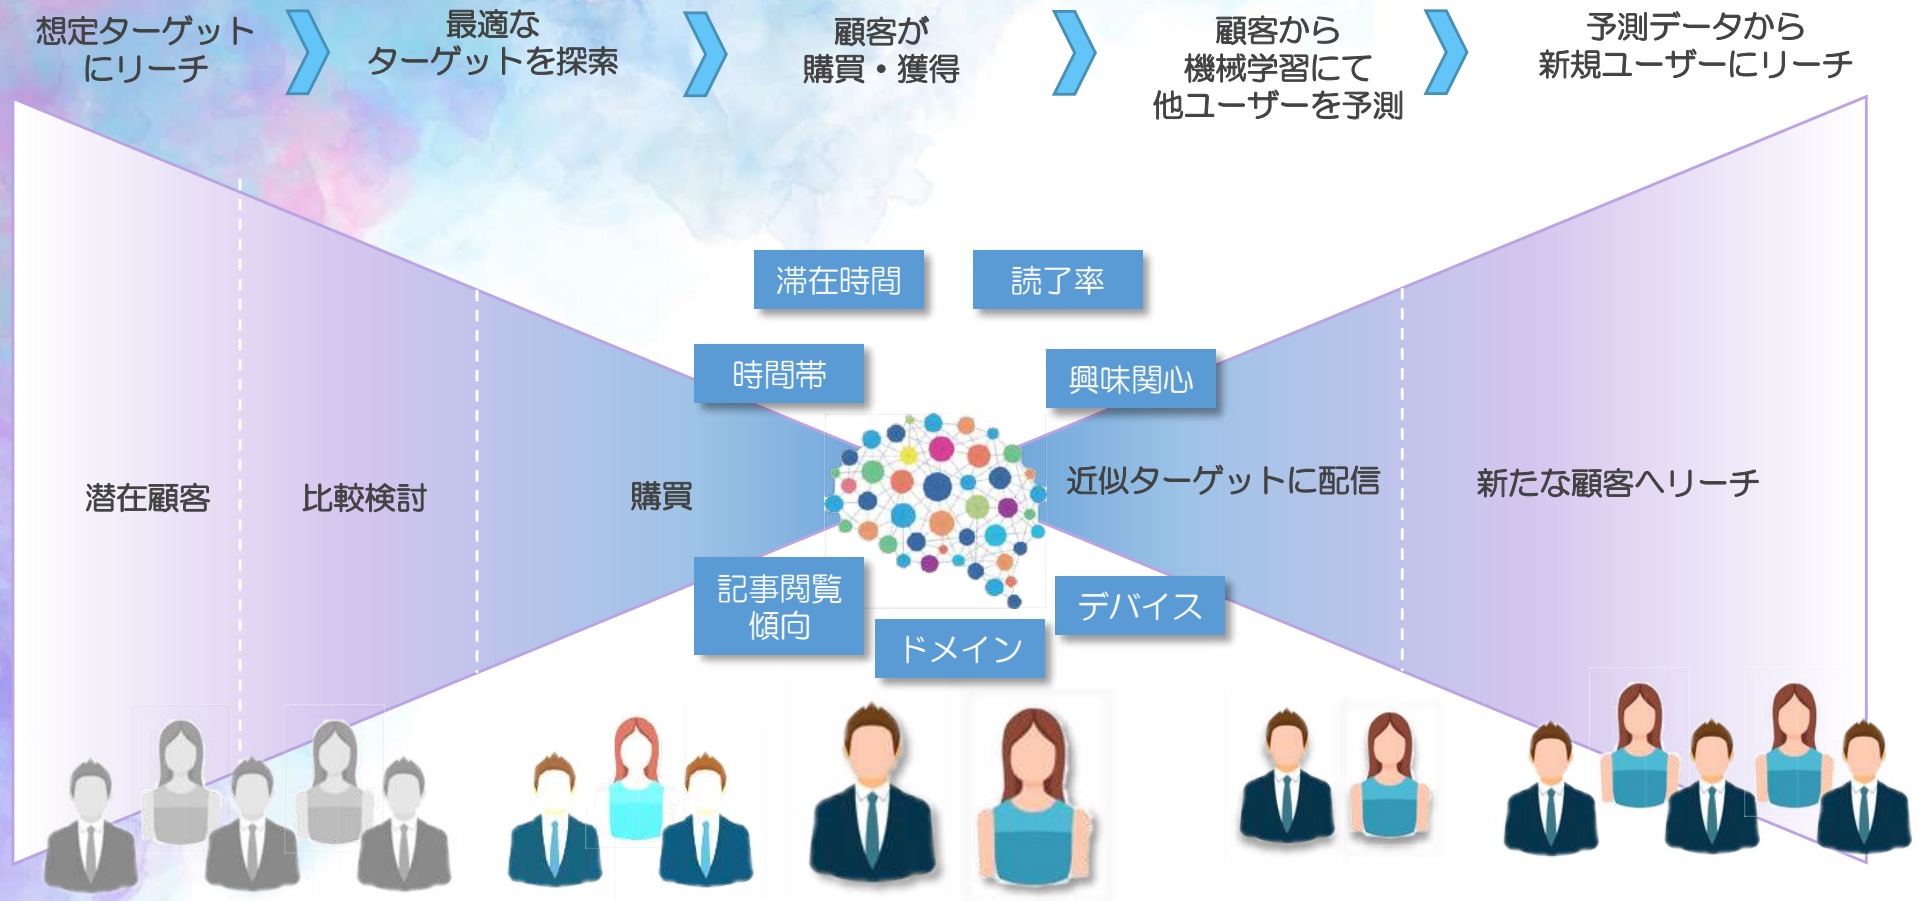 想定ターゲット
にリーチ
最適な
ターゲットを探索
顧客が
購買・獲得
顧客から
機械学習にて
他ユーザーを予測
予測データから
新規ユーザーにリーチ
滞在時間
読了率
時間帯
興味関心
潜在顧客
比較検討
購買
近似ターゲットに配信
新たな顧客へリーチ
記事閲覧
傾向
ドメイン
デバイス